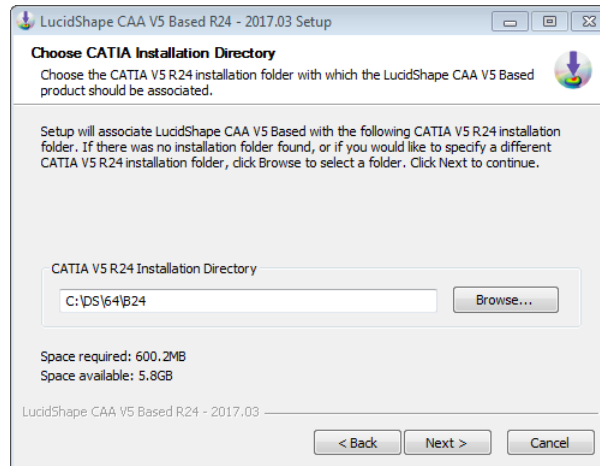 LucidShape CAA V5 Based R24 - 2017.03 Setup
Choose CATIA Installation Directory
Choose the CATIA V5 R24 installation folder with which the LucidShape CAA V5 Based
product should be associated.
Setup will associate LucidShape CAA V5 Based with the following CATIA V5 R24 installation
folder. If there was no installation folder found, or if you would like to specify a different
CATIA V5 R24 installation folder, click Browse to select a folder. Click Next to continue.
CATIA V5 R24 Installation Directory
C:\DS\64\B24
Browse...
Space required: 600.2MB
Space available: 5.8GB
LucidShape CAA V5 Based R24 - 2017.03
< Back
Next >
Cancel